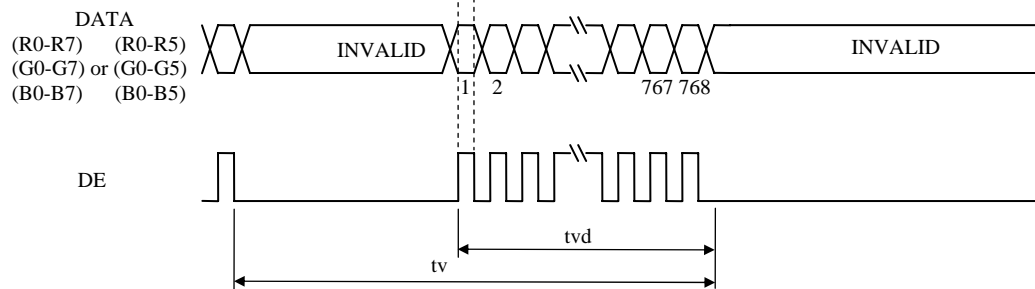 DATA
(R0-R7) (R0-R5)
(G0-G7) or (G0-G5)
(B0-B7) (B0-B5)
INVALID
INVALID
1 2 767 768
DE
tvd
tv